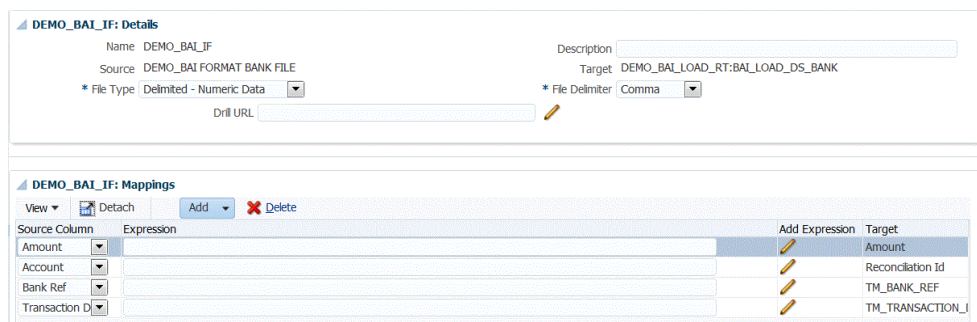 DEMO_BAI_IF: Details
Name DEMO_BAI_IF Description
Source DEMO_BAI FORMAT BANK FILE Target DEMO_BAI_LOAD_RT:BAI_LOAD_DS_BANK
* File Type Delimited - Numeric Data * File Delimiter Comma
Drill URL
DEMO_BAI_IF: Mappings
View Detach Add Delete
Source Column Expression Add Expression Target
Amount Amount
Account Reconciliation Id
Bank Ref TM_BANK_REF
Transaction D TM_TRANSACTION_